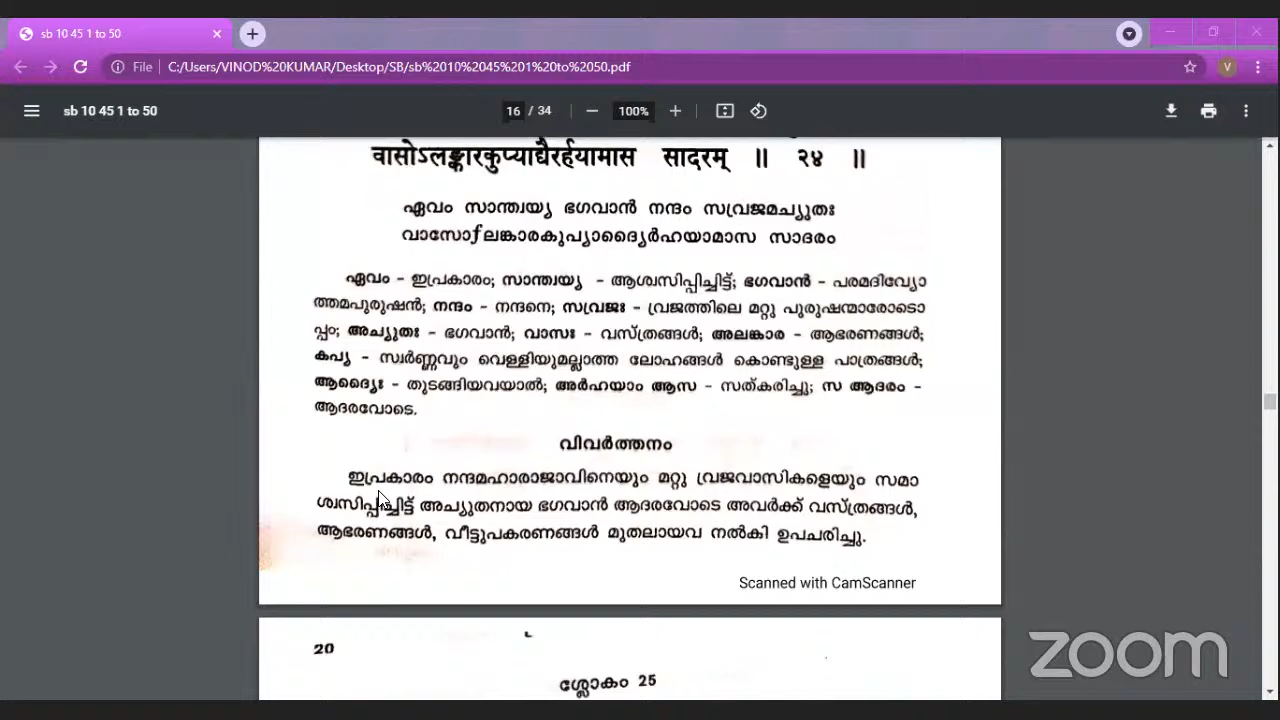 sb 10 45 1 to 50
File
C:/Users/VINOD%20KUMAR/Desktop/SB/sb%2010%2045%201%20to%2050.pdf
V
sb 10 45 1 to 50
16 / 34
100%
वासोऽलङ्कारकुप्याद्यैरर्हयामास सादरम् ॥ २४ ॥
ഏവം സാന്ത്വയ്യ ഭഗവാൻ നന്ദം സവ്രജമച്യുതഃ
വാസോƒലങ്കാരകുപ്യാദ്യൈർഹയാമാസ സാദരം
ഏവം - ഇപ്രകാരം; സാന്ത്വയ്യ - ആശ്വസിപ്പിച്ചിട്ട്; ഭഗവാൻ - പരമദിവ്യോ
ത്തമപുരുഷൻ; നന്ദം - നന്ദനെ; സവ്രജഃ - വ്രജത്തിലെ മറ്റു പുരുഷന്മാരോടൊ
പ്പം; അച്യുതഃ - ഭഗവാൻ; വാസഃ - വസ്ത്രങ്ങൾ; അലങ്കാര - ആഭരണങ്ങൾ;
കുപ്യ - സ്വർണ്ണവും വെള്ളിയുമല്ലാത്ത ലോഹങ്ങൾ കൊണ്ടുള്ള പാത്രങ്ങൾ;
ആദ്യൈഃ - തുടങ്ങിയവയാൽ; അർഹയാം ആസ - സത്കരിച്ചു; സ ആദരം -
ആദരവോടെ.
വിവർത്തനം
ഇപ്രകാരം നന്ദമഹാരാജാവിനെയും മറ്റു വ്രജവാസികളെയും സമാ
ശ്വസിപ്പിച്ചിട്ട് അച്യുതനായ ഭഗവാൻ ആദരവോടെ അവർക്ക് വസ്ത്രങ്ങൾ,
ആഭരണങ്ങൾ, വീട്ടുപകരണങ്ങൾ മുതലായവ നൽകി ഉപചരിച്ചു.
Scanned with CamScanner
20
ശ്ലോകം 25
zoom